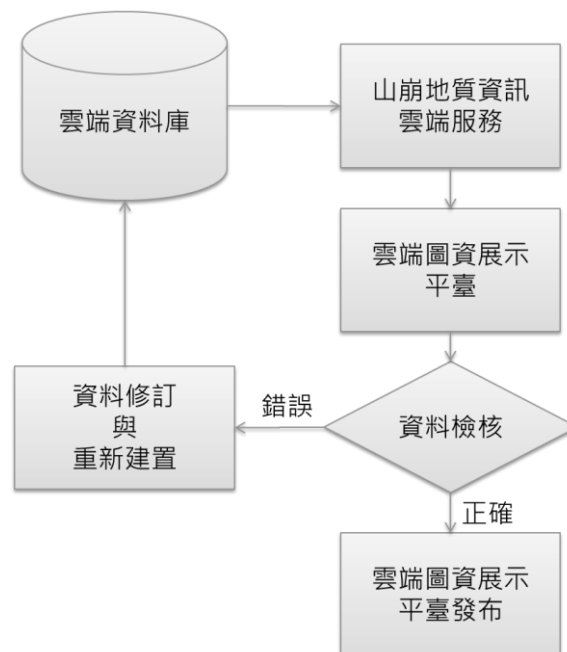 雲端資料庫
山崩地質資訊
雲端服務
雲端圖資展示
平臺
資料檢核
錯誤
資料修訂
與
重新建置
正確
雲端圖資展示
平臺發布